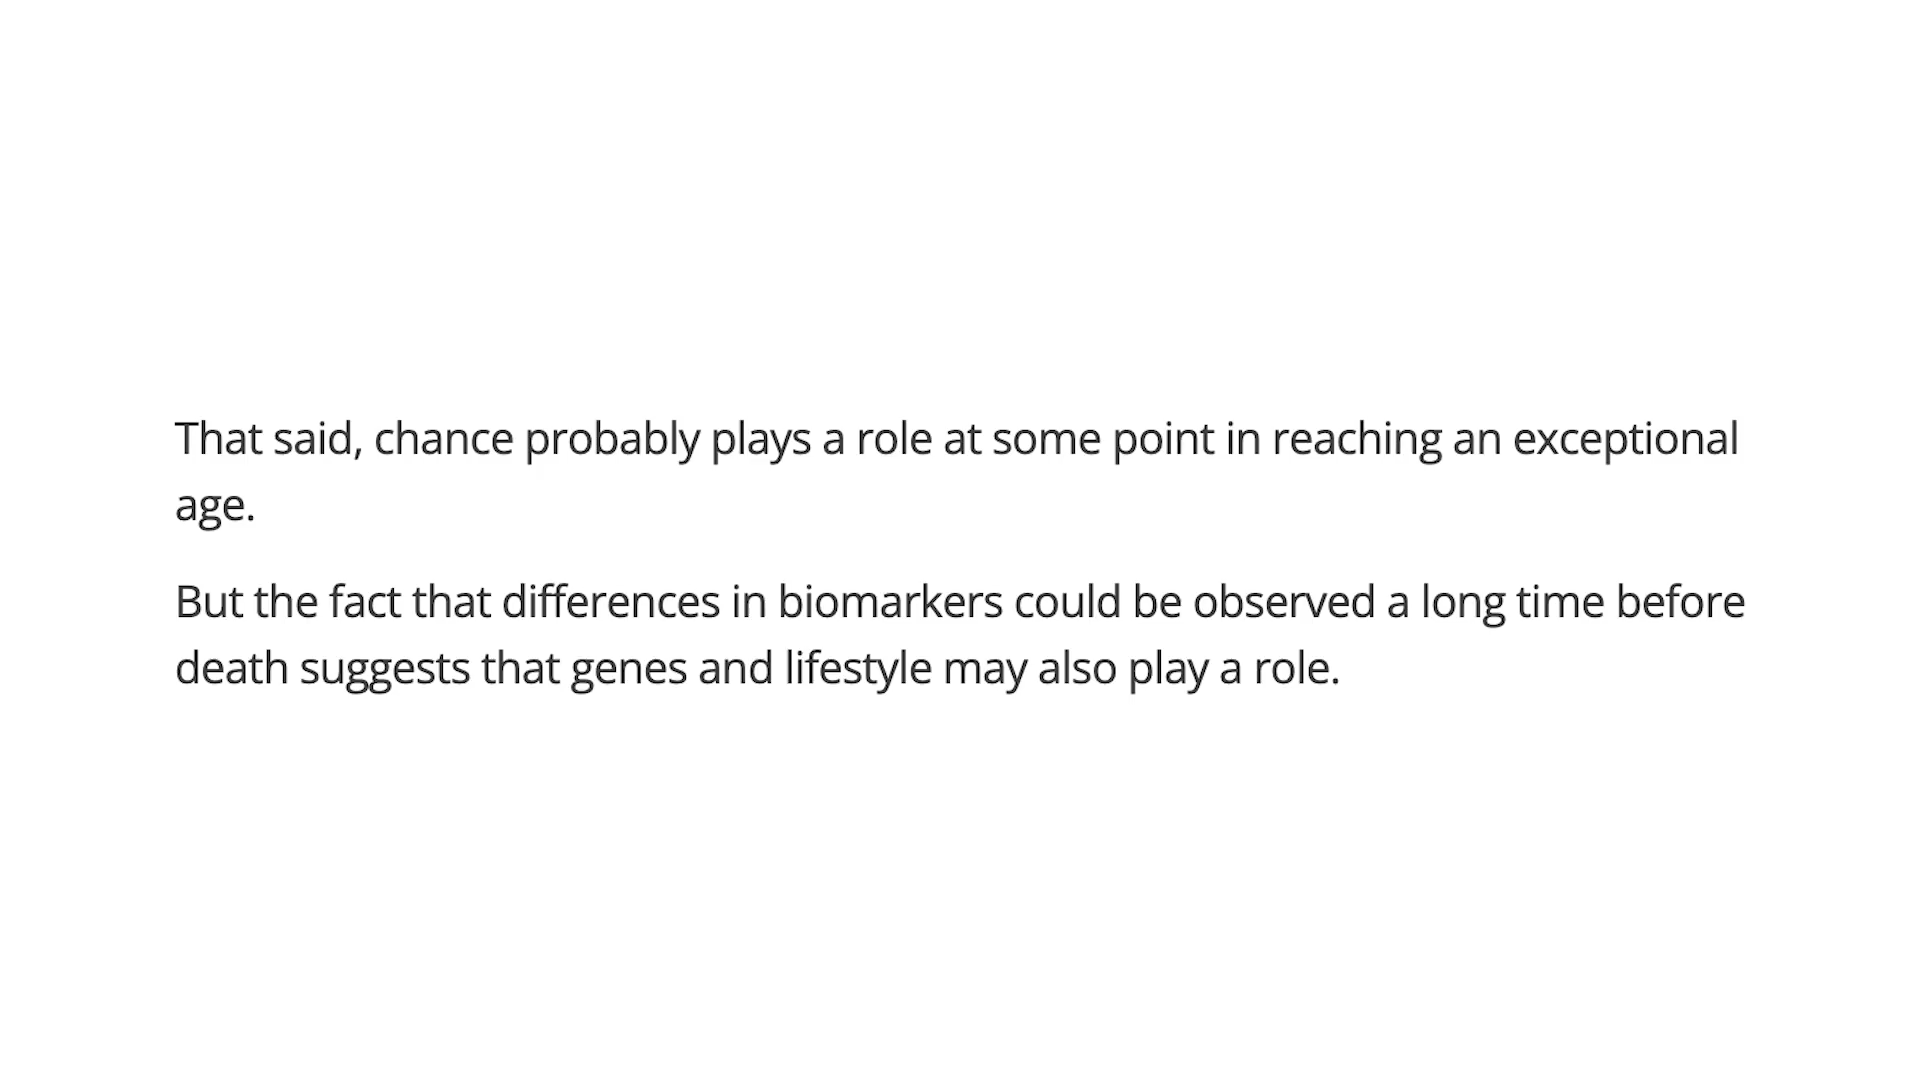 That said, chance probably plays a role at some point in reaching an exceptional
age.
But the fact that differences in biomarkers could be observed a long time before
death suggests that genes and lifestyle may also play a role.